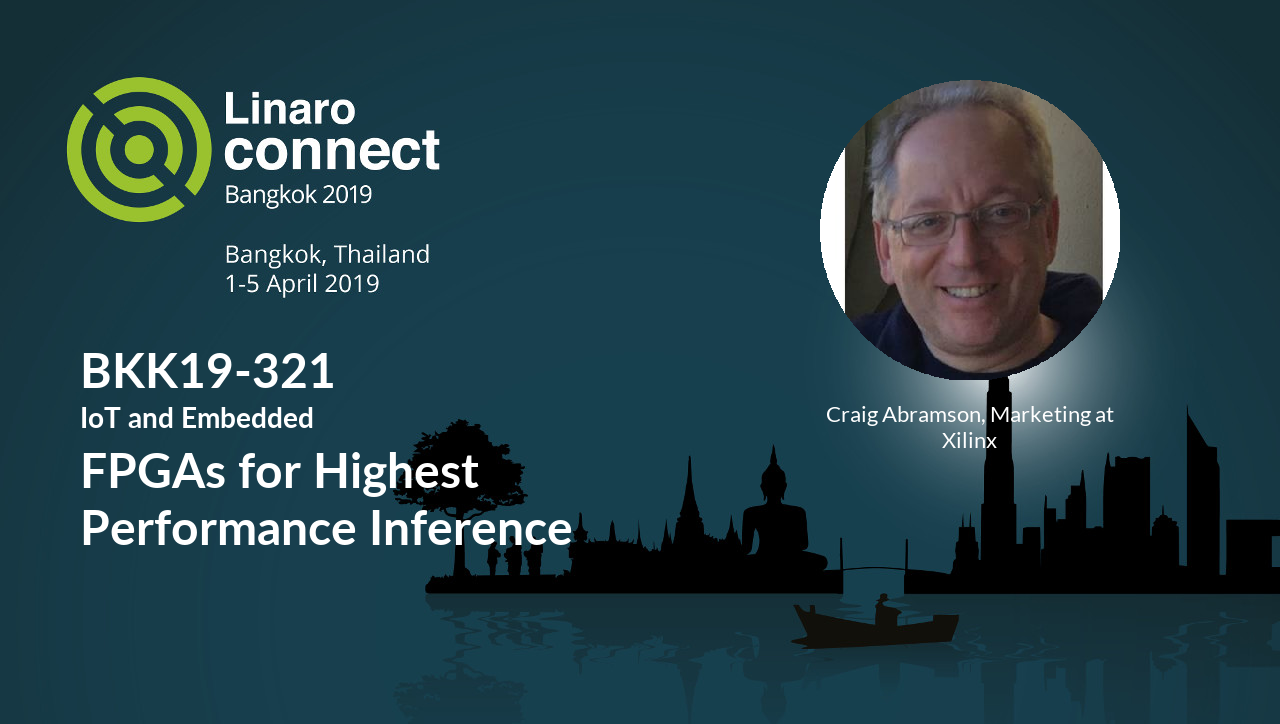 Linaro
connect
Bangkok 2019
Bangkok, Thailand
1-5 April 2019
BKK19-321
IoT and Embedded
FPGAs for Highest
Performance Inference
Craig Abramson, Marketing at
Xilinx